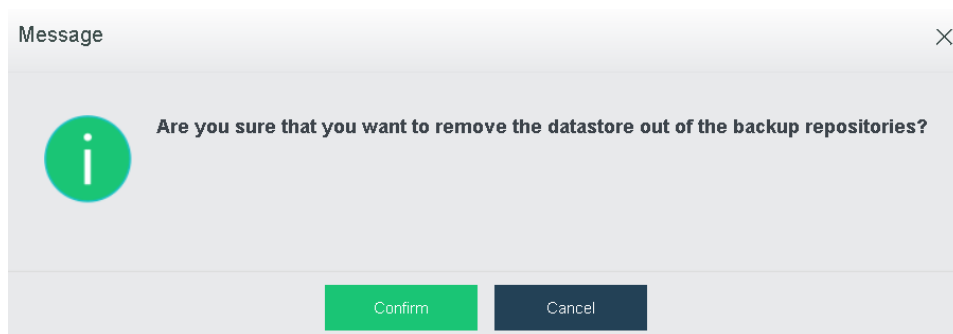 Message
Are you sure that you want to remove the datastore out of the backup repositories?
Confirm
Cancel